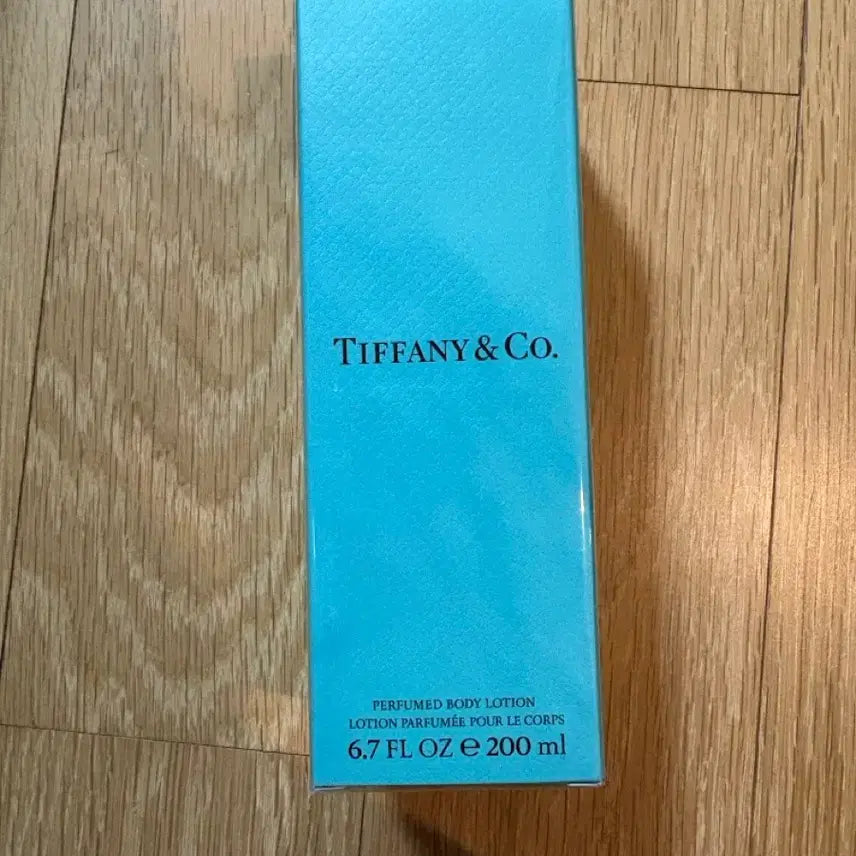 TIFFANY & CO.
PERFUMED BODY LOTION
LOTION PARFUMÉE POUR LE CORPS
6.7 FL OZ ℮ 200 ml